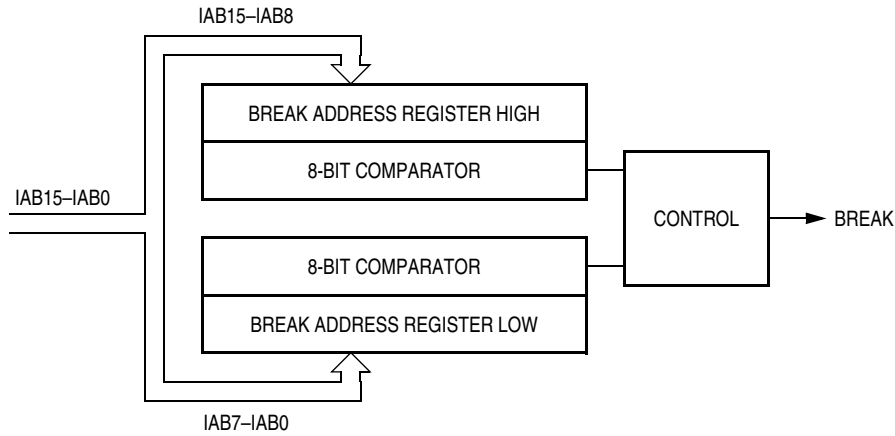 IAB15–IAB8
BREAK ADDRESS REGISTER HIGH
8-BIT COMPARATOR
IAB15–IAB0
CONTROL
BREAK
8-BIT COMPARATOR
BREAK ADDRESS REGISTER LOW
IAB7–IAB0